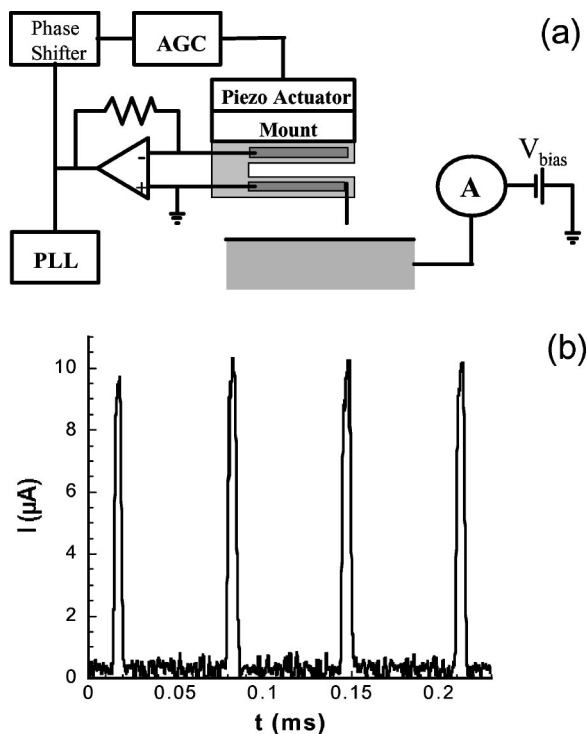 (a)
Phase
Shifter
AGC
Piezo Actuator
Mount
-
+
PLL
A
V bias
(b)
10
8
6
4
2
0
I (μA)
0
0.05
0.1
0.15
0.2
t (ms)